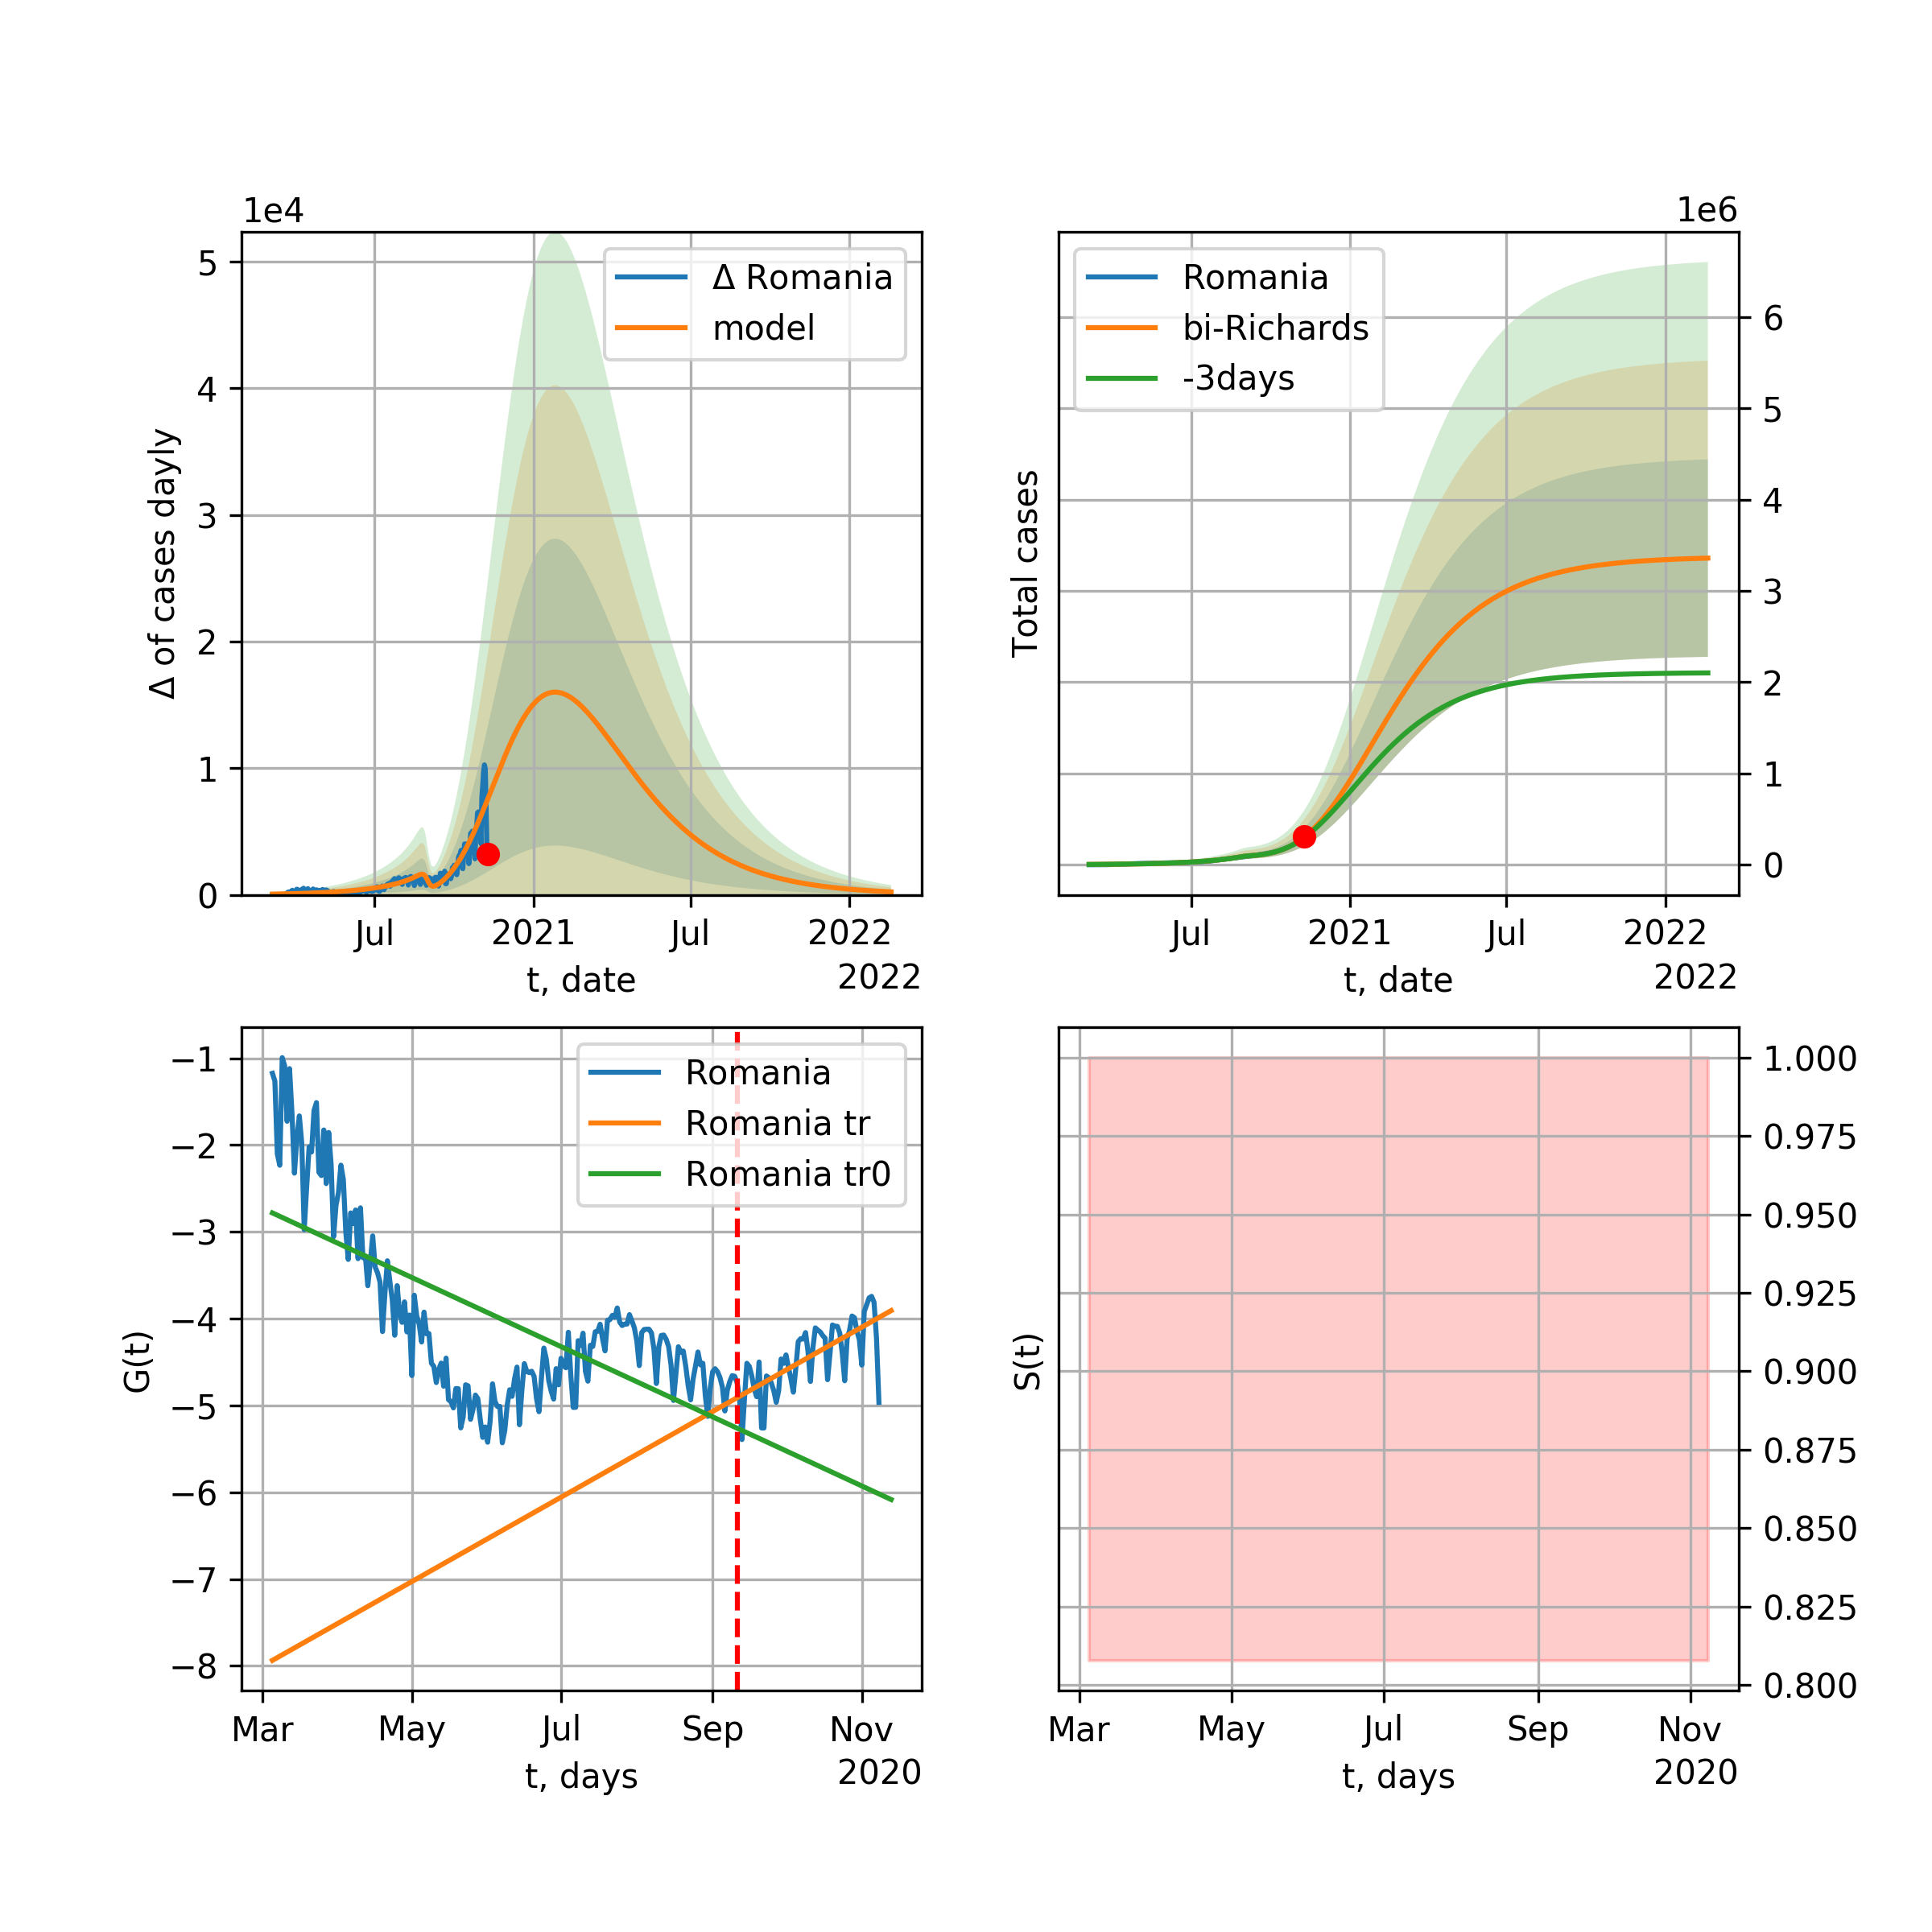 1e4
5
4
3
2
1
0
Δ of cases dayly
Δ Romania
model
Jul
2021
Jul
2022
t, date
2022
1e6
Romania
bi-Richards
-3days
Total cases
6
5
4
3
2
1
0
Jul
2021
Jul
2022
t, date
2022
−1
−2
−3
−4
−5
−6
−7
−8
G(t)
Romania
Romania tr
Romania tr0
Mar
May
Jul
Sep
Nov
t, days
2020
S(t)
1.000
0.975
0.950
0.925
0.900
0.875
0.850
0.825
0.800
Mar
May
Jul
Sep
Nov
t, days
2020